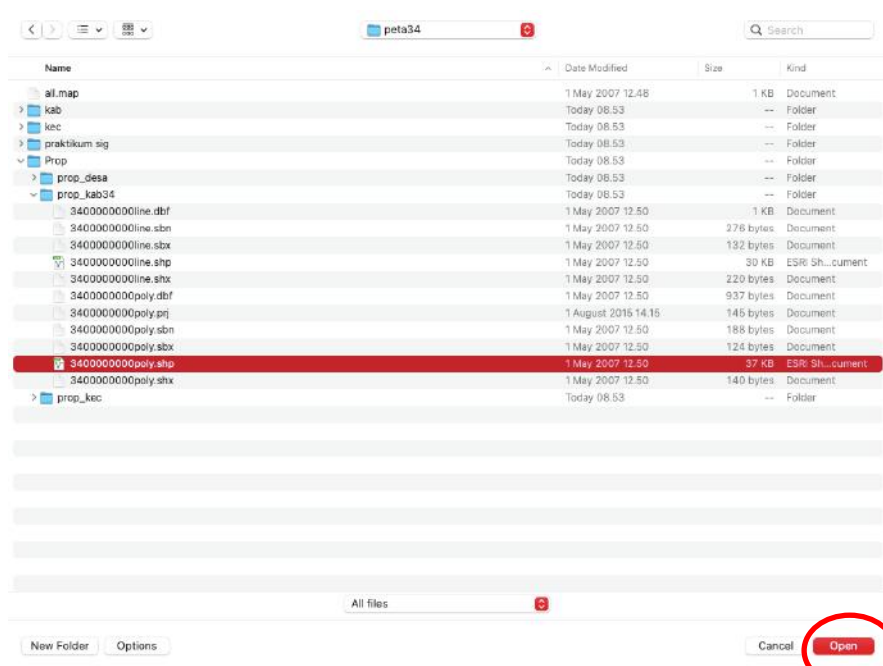 peta34 Search
Name Date Modified Size Kind
all.map 1 May 2007 12.48 1 KB Document
kab Today 08.53 -- Folder
kec Today 08.53 -- Folder
praktikum sig Today 08.53 -- Folder
Prop Today 08.53 -- Folder
prop_desa Today 08.53 -- Folder
prop_kab34 Today 08.53 -- Folder
3400000000line.dbf 1 May 2007 12.50 1 KB Document
3400000000line.sbn 1 May 2007 12.50 276 bytes Document
3400000000line.sbx 1 May 2007 12.50 132 bytes Document
3400000000line.shp 1 May 2007 12.50 30 KB ESRI Sh...cument
3400000000line.shx 1 May 2007 12.50 220 bytes Document
3400000000poly.dbf 1 May 2007 12.50 937 bytes Document
3400000000poly.prj 1 August 2015 14.15 145 bytes Document
3400000000poly.sbn 1 May 2007 12.50 188 bytes Document
3400000000poly.sbx 1 May 2007 12.50 124 bytes Document
3400000000poly.shp 1 May 2007 12.50 37 KB ESRI Sh...cument
3400000000poly.shx 1 May 2007 12.50 140 bytes Document
prop_kec Today 08.53 -- Folder
All files
New Folder Options Cancel Open